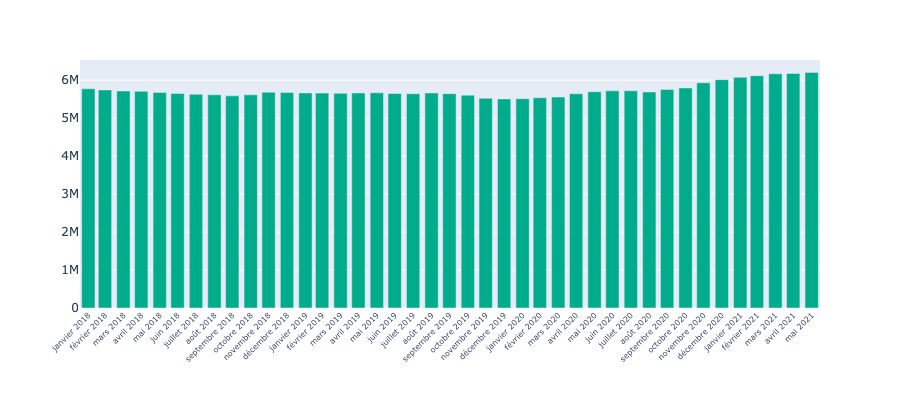 6M
5M
4M
3M
2M
1M
0
janvier 2018
février 2018
mars 2018
avril 2018
mai 2018
juin 2018
juillet 2018
août 2018
septembre 2018
octobre 2018
novembre 2018
décembre 2018
janvier 2019
février 2019
mars 2019
avril 2019
mai 2019
juin 2019
juillet 2019
août 2019
septembre 2019
octobre 2019
novembre 2019
décembre 2019
janvier 2020
février 2020
mars 2020
avril 2020
mai 2020
juin 2020
juillet 2020
août 2020
septembre 2020
octobre 2020
novembre 2020
décembre 2020
janvier 2021
février 2021
mars 2021
avril 2021
mai 2021